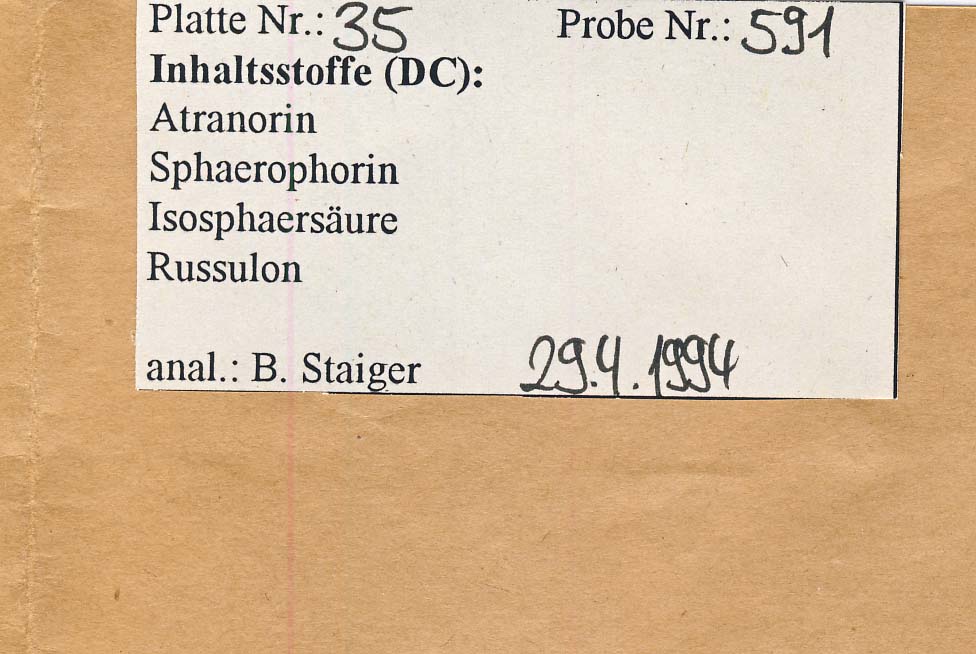 Platte Nr.: 35 Probe Nr.: 591
Inhaltsstoffe (DC):
Atranorin
Sphaerophorin
Isosphaersäure
Russulon
anal.: B. Staiger 29.4.1994